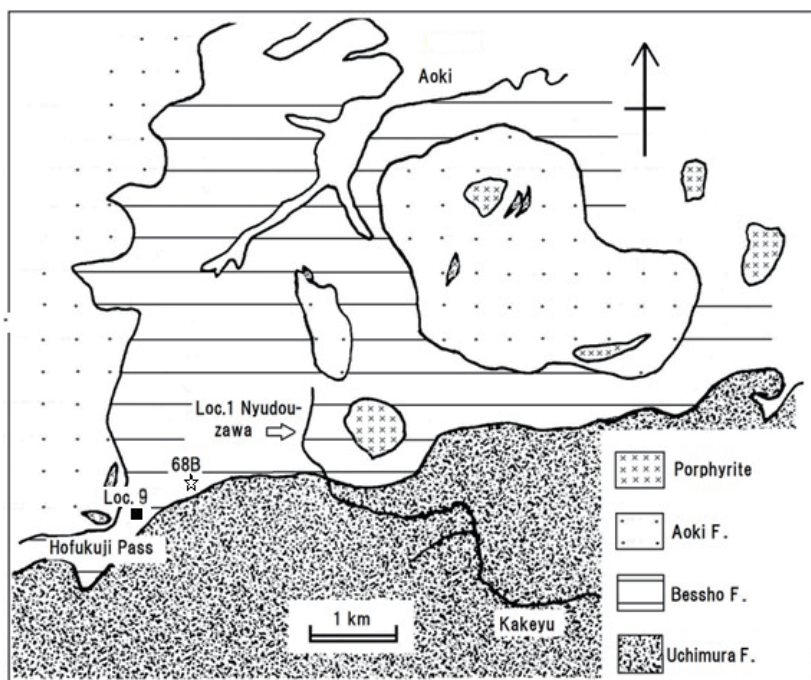 Aoki
Loc.1 Nyudou-
zawa
68B
Loc. 9
Hofukuji Pass
1 km
Kakeyu
Porphyrite
Aoki F.
Bessho F.
Uchimura F.